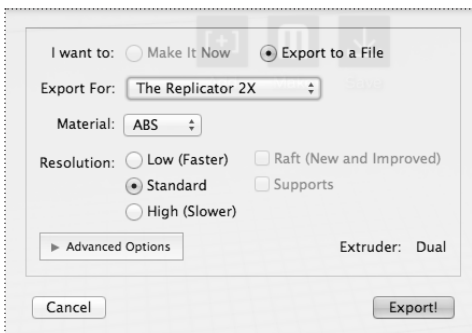 I want to: Make It Now Export to a File
Export For: The Replicator 2X
Material: ABS
Resolution: Low (Faster) Raft (New and Improved)
Standard Supports
High (Slower)
Advanced Options Extruder: Dual
Cancel Export!